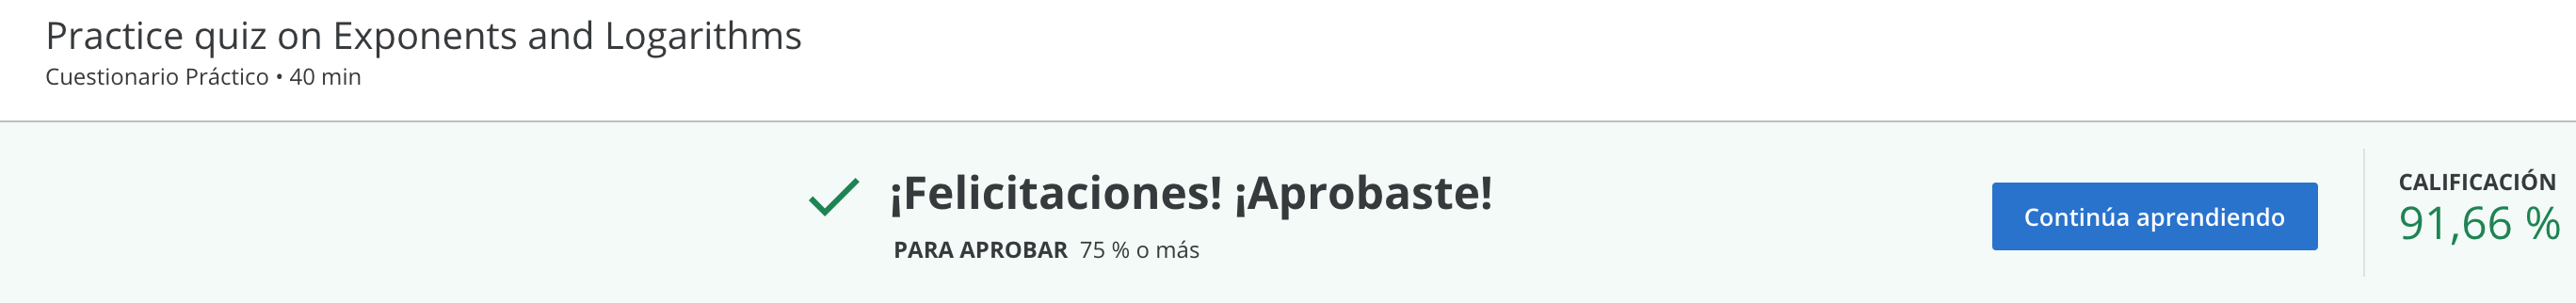 Practice quiz on Exponents and Logarithms
Cuestionario Práctico • 40 min
¡Felicitaciones! ¡Aprobaste!
PARA APROBAR 75 % o más
Continúa aprendiendo
CALIFICACIÓN
91,66 %